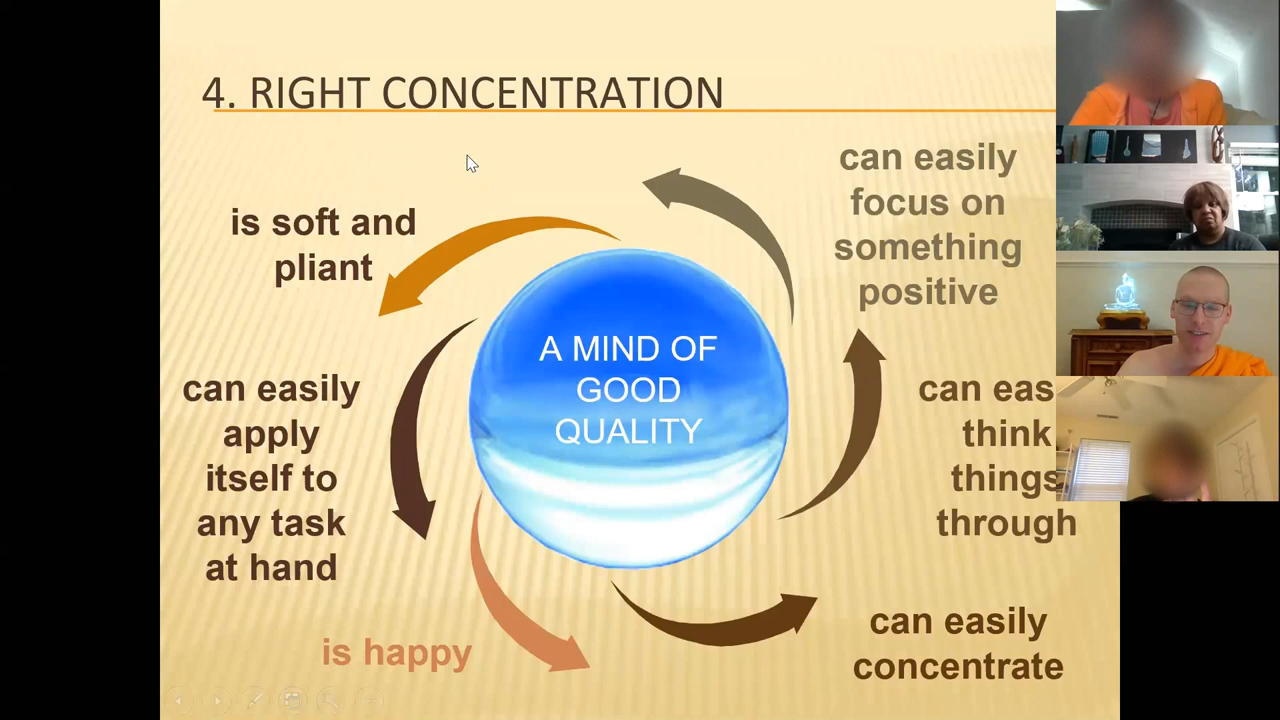 4. RIGHT CONCENTRATION
can easily
focus on
something
positive
is soft and
pliant
A MIND OF
GOOD
QUALITY
can easily
apply
itself to
any task
at hand
can eas
think
things
through
is happy
can easily
concentrate